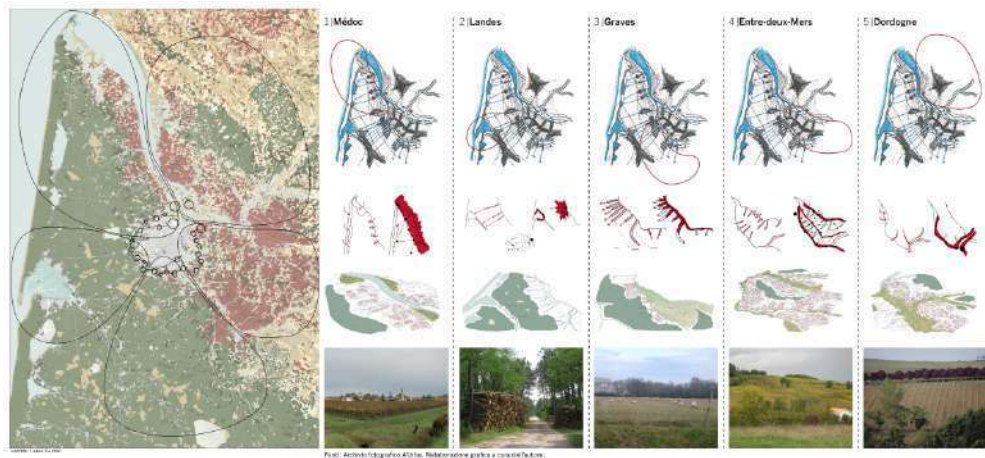 1 | Médoc
2 | Landes
3 | Graves
4 | Entre-deux-Mers
5 | Dordogne
Fonti: Archivio fotografico A'Urba. Rielaborazione grafica a cura dell'autore.